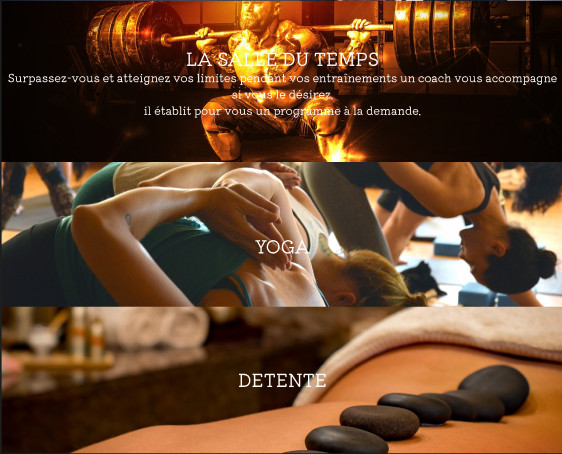 LA SALLE DU TEMPS
Surpassez-vous et atteignez vos limites pendant vos entraînements un coach vous accompagne
si vous le désirez
il établit pour vous un programme à la demande.
YOGA
DETENTE